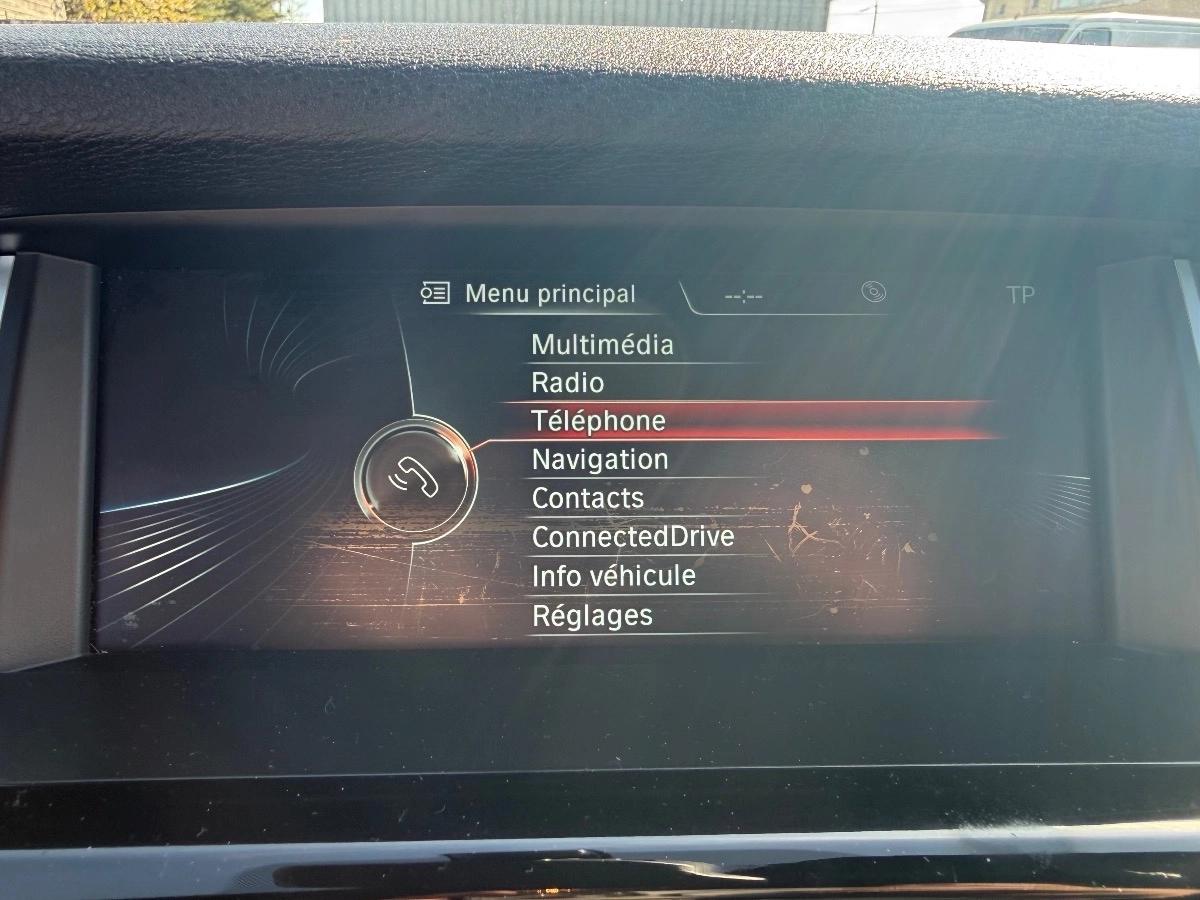 Menu principal --:-- TP
Multimédia
Radio
Téléphone
Navigation
Contacts
ConnectedDrive
Info véhicule
Réglages